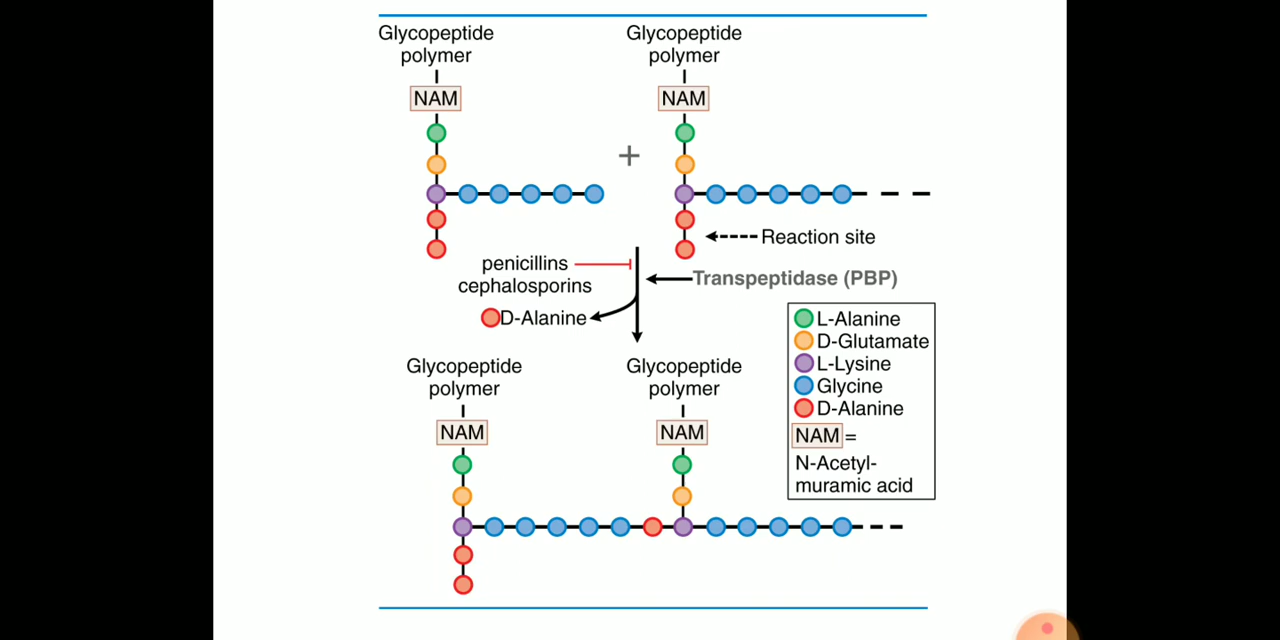 Glycopeptide
polymer
Glycopeptide
polymer
NAM
NAM
+
Reaction site
penicillins
cephalosporins
Transpeptidase (PBP)
D-Alanine
Glycopeptide
polymer
Glycopeptide
polymer
NAM
NAM
L-Alanine
D-Glutamate
L-Lysine
Glycine
D-Alanine
NAM =
N-Acetyl-
muramic acid